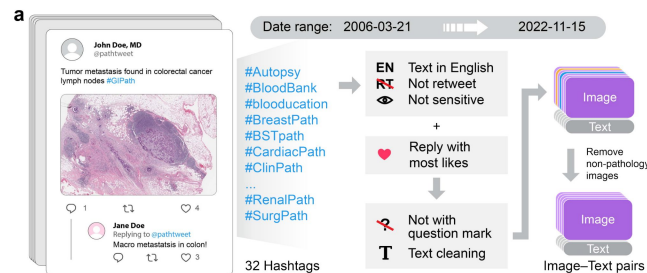 a
Date range: 2006-03-21
2022-11-15
John Doe, MD
@pathtweet
Tumor metastasis found in colorectal cancer
lymph nodes #GIPath
1
4
Jane Doe
Replying to @pathtweet
Macro metastatsis in colon!
3
#Autopsy
#BloodBank
#blooducation
#BreastPath
#BSTpath
#CardiacPath
#ClinPath
...
#RenalPath
#SurgPath
32 Hashtags
EN Text in English
RT Not retweet
Not sensitive
+
Reply with
most likes
? Not with
question mark
T Text cleaning
Image
Text
Remove
non-pathology
images
Image
Text
Image–Text pairs